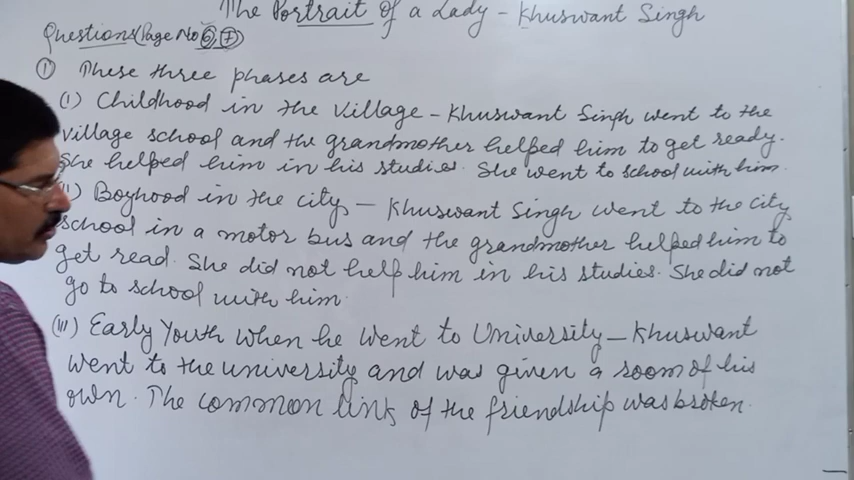 The Portrait of a Lady - Khuswant Singh
Questions (Page No 6, 7)
① These three phases are
(i) Childhood in the Village - Khuswant Singh went to the
village school and the grandmother helped him to get ready.
She helped him in his studies. She went to school with him.
(ii) Boyhood in the city - Khuswant Singh went to the city
school in a motor bus and the grandmother helped him to
get read. She did not help him in his studies. She did not
go to school with him.
(iii) Early Youth when he went to University - Khuswant
went to the university and was given a room of his
own. The common link of the friendship was broken.